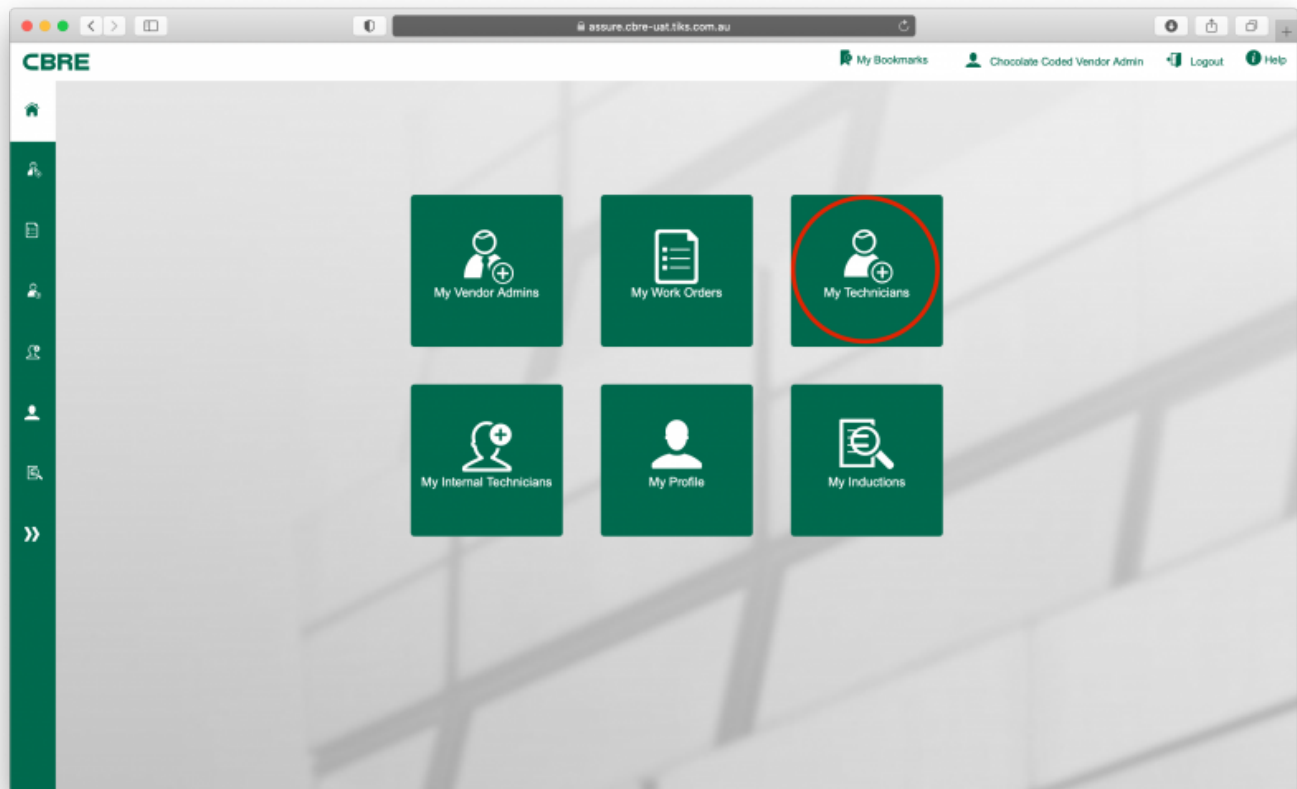 assure.cbre-uat.tiks.com.au
CBRE
My Bookmarks
Chocolate Coded Vendor Admin
Logout
Help
My Vendor Admins
My Work Orders
My Technicians
My Internal Technicians
My Profile
My Inductions